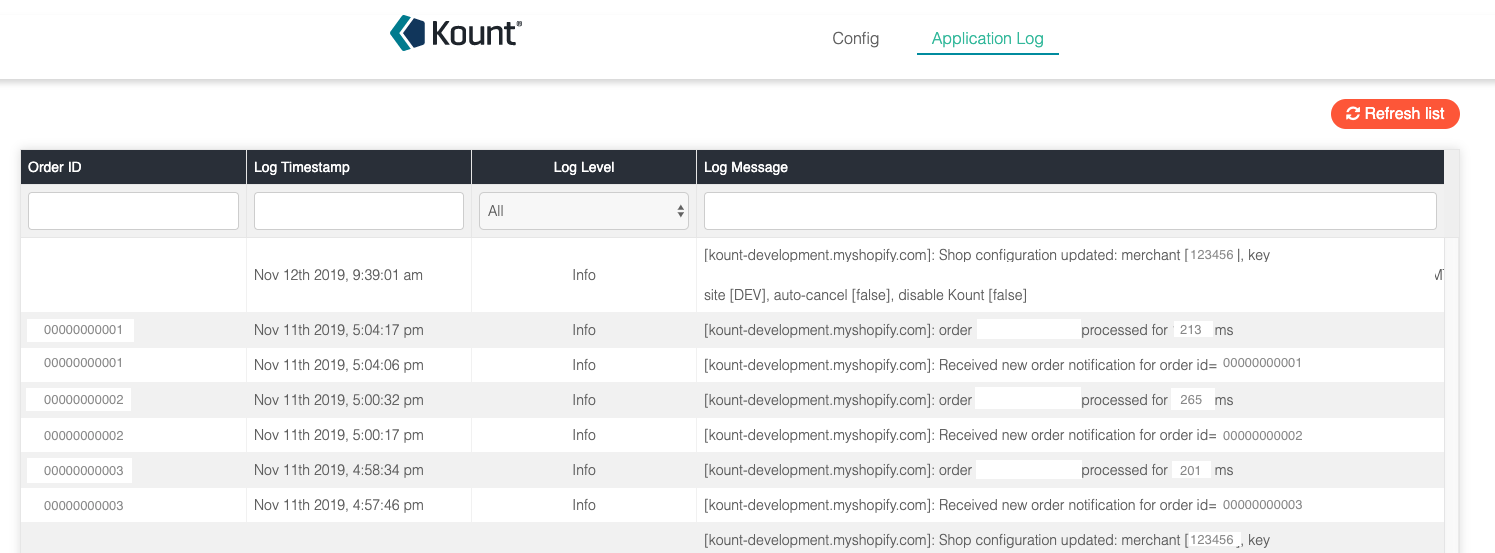 Kount®
Config
Application Log
Refresh list
Order ID Log Timestamp Log Level Log Message
All
[kount-development.myshopify.com]: Shop configuration updated: merchant [123456], key
Nov 12th 2019, 9:39:01 am Info
site [DEV], auto-cancel [false], disable Kount [false]
00000000001 Nov 11th 2019, 5:04:17 pm Info [kount-development.myshopify.com]: order processed for 213 ms
00000000001 Nov 11th 2019, 5:04:06 pm Info [kount-development.myshopify.com]: Received new order notification for order id= 00000000001
00000000002 Nov 11th 2019, 5:00:32 pm Info [kount-development.myshopify.com]: order processed for 265 ms
00000000002 Nov 11th 2019, 5:00:17 pm Info [kount-development.myshopify.com]: Received new order notification for order id= 00000000002
00000000003 Nov 11th 2019, 4:58:34 pm Info [kount-development.myshopify.com]: order processed for 201 ms
00000000003 Nov 11th 2019, 4:57:46 pm Info [kount-development.myshopify.com]: Received new order notification for order id= 00000000003
[kount-development.myshopify.com]: Shop configuration updated: merchant [123456], key